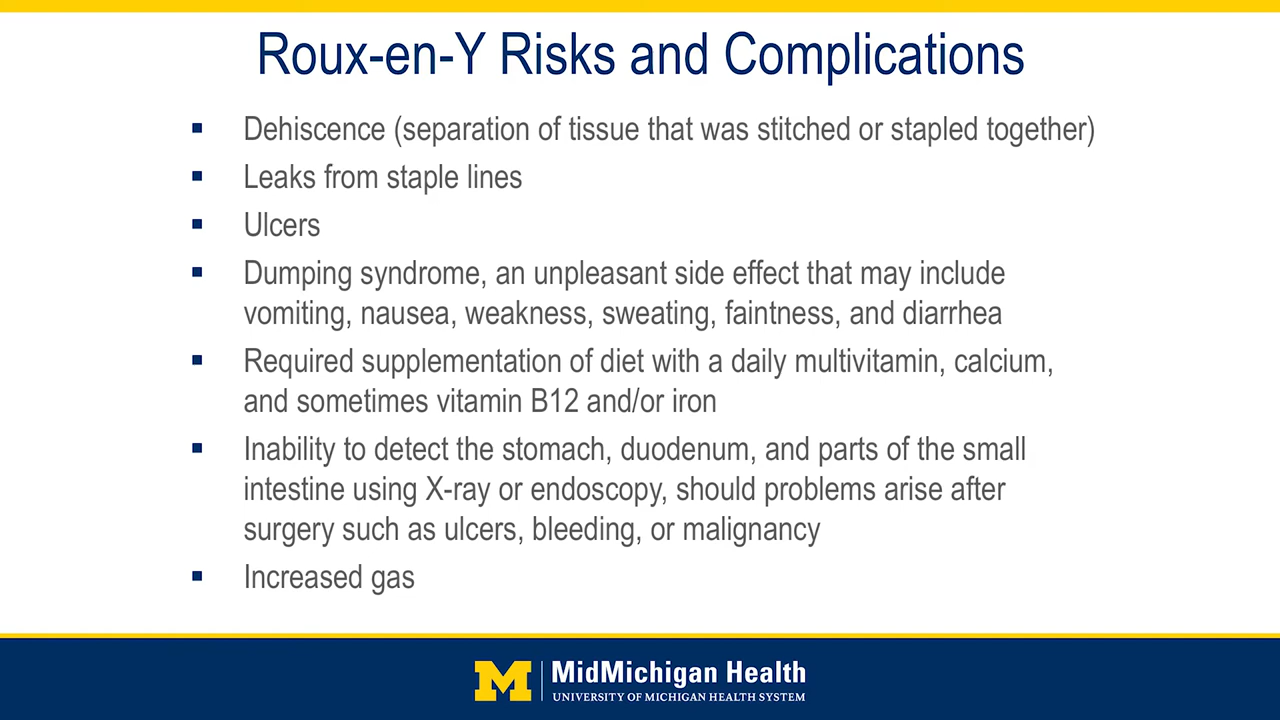 Roux-en-Y Risks and Complications
▪ Dehiscence (separation of tissue that was stitched or stapled together)
▪ Leaks from staple lines
▪ Ulcers
▪ Dumping syndrome, an unpleasant side effect that may include
vomiting, nausea, weakness, sweating, faintness, and diarrhea
▪ Required supplementation of diet with a daily multivitamin, calcium,
and sometimes vitamin B12 and/or iron
▪ Inability to detect the stomach, duodenum, and parts of the small
intestine using X-ray or endoscopy, should problems arise after
surgery such as ulcers, bleeding, or malignancy
▪ Increased gas
M MidMichigan Health
UNIVERSITY OF MICHIGAN HEALTH SYSTEM